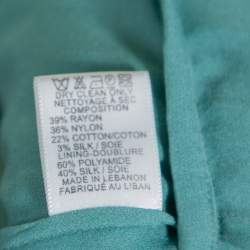 DRY CLEAN ONLY
NETTOYAGE A SEC
COMPOSITION
39% RAYON
36% NYLON
22% COTTON/COTON
3% SILK / SOIE
LINING-DOUBLURE
60% POLYAMIDE
40% SILK / SOIE
MADE IN LEBANON
FABRIQUÉ AU LIBAN